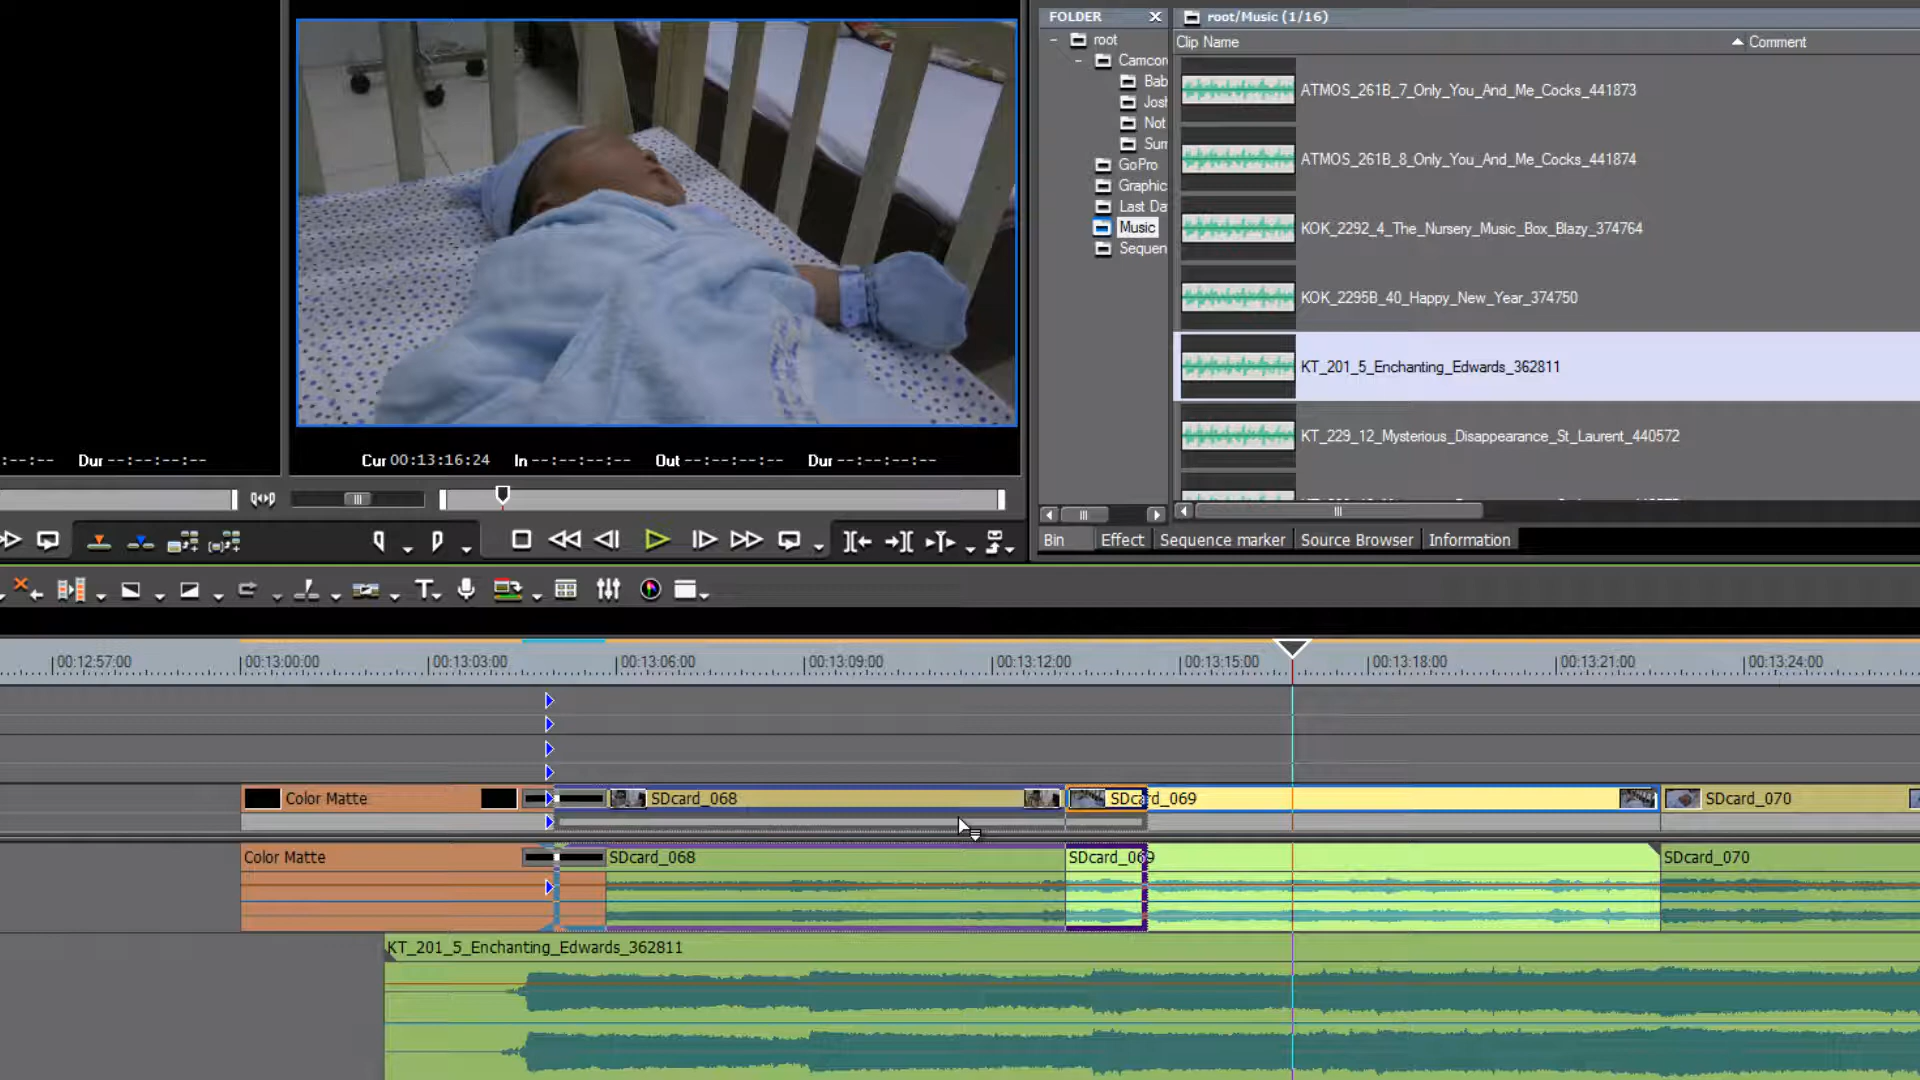 FOLDER
root/Music (1/16)
root
Clip Name
Comment
Camcor
Bab
Josh
Not
Sum
GoPro
Graphic
Last Da
Music
Sequen
ATMOS_261B_7_Only_You_And_Me_Cocks_441873
ATMOS_261B_8_Only_You_And_Me_Cocks_441874
KOK_2292_4_The_Nursery_Music_Box_Blazy_374764
KOK_2295B_40_Happy_New_Year_374750
KT_201_5_Enchanting_Edwards_362811
KT_229_12_Mysterious_Disappearance_St_Laurent_440572
:--:-- Dur --:--:--:-- Cur 00:13:16:24 In --:--:--:-- Out --:--:--:-- Dur --:--:--:--
Bin Effect Sequence marker Source Browser Information
00:12:57:00 00:13:00:00 00:13:03:00 00:13:06:00 00:13:09:00 00:13:12:00 00:13:15:00 00:13:18:00 00:13:21:00 00:13:24:00
Color Matte SDcard_068 SDcard_069 SDcard_070
Color Matte SDcard_068 SDcard_069 SDcard_070
KT_201_5_Enchanting_Edwards_362811